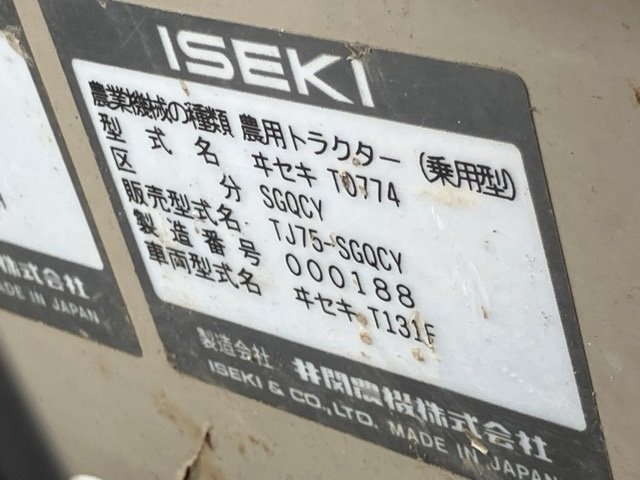 ISEKI
農業機械の種類 農用トラクター (乗用型)
型式名 ヰセキ T0774
区分 SGQCY
販売型式名 TJ75-SGQCY
製造番号 000188
車両型式名 ヰセキ T131F
製造会社 井関農機株式会社
ISEKI & CO., LTD. MADE IN JAPAN
株式会社
MADE IN JAPAN